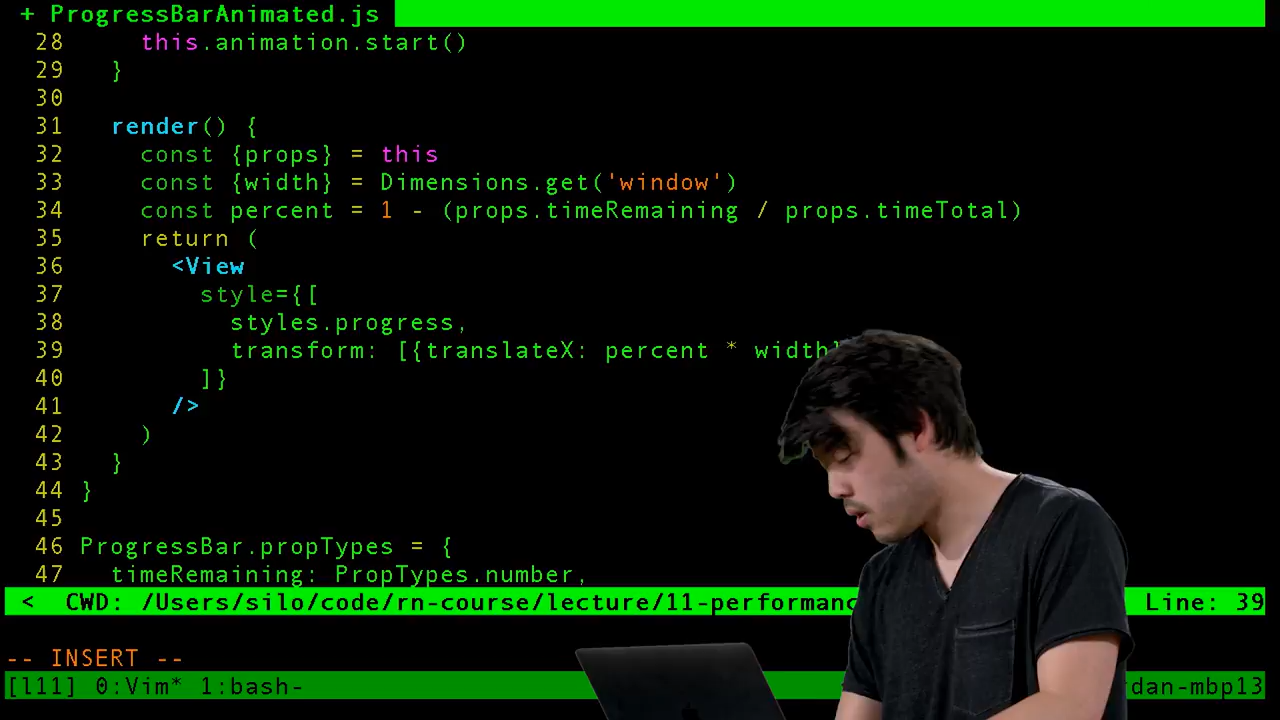 + ProgressBarAnimated.js
28 this.animation.start()
29 }
30
31 render() {
32 const {props} = this
33 const {width} = Dimensions.get('window')
34 const percent = 1 - (props.timeRemaining / props.timeTotal)
35 return (
36 <View
37 style={[
38 styles.progress,
39 transform: [{translateX: percent * width}
40 ]}
41 />
42 )
43 }
44 }
45
46 ProgressBar.propTypes = {
47 timeRemaining: PropTypes.number,
< CWD: /Users/silo/code/rn-course/lecture/11-performanc Line: 39
-- INSERT --
[l11] 0:Vim* 1:bash- dan-mbp13